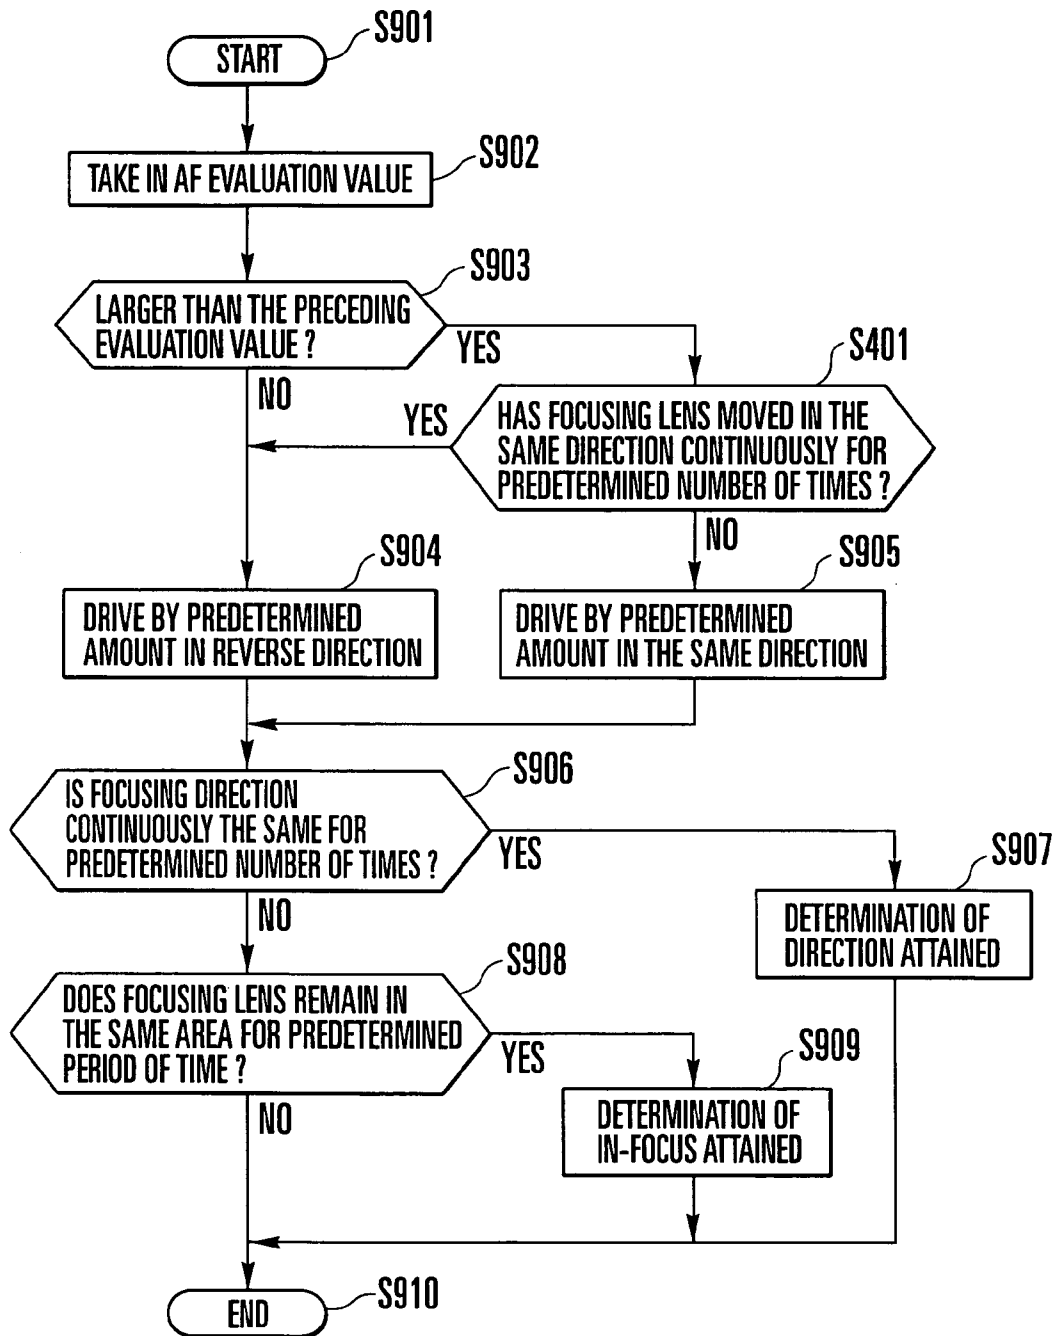 S901
START
S902
TAKE IN AF EVALUATION VALUE
S903
LARGER THAN THE PRECEDING
EVALUATION VALUE ?
YES
NO
S401
HAS FOCUSING LENS MOVED IN THE
SAME DIRECTION CONTINUOUSLY FOR
PREDETERMINED NUMBER OF TIMES ?
YES
NO
S904
DRIVE BY PREDETERMINED
AMOUNT IN REVERSE DIRECTION
S905
DRIVE BY PREDETERMINED
AMOUNT IN THE SAME DIRECTION
S906
IS FOCUSING DIRECTION
CONTINUOUSLY THE SAME FOR
PREDETERMINED NUMBER OF TIMES ?
YES
NO
S907
DETERMINATION OF
DIRECTION ATTAINED
S908
DOES FOCUSING LENS REMAIN IN
THE SAME AREA FOR PREDETERMINED
PERIOD OF TIME ?
YES
NO
S909
DETERMINATION OF
IN-FOCUS ATTAINED
S910
END